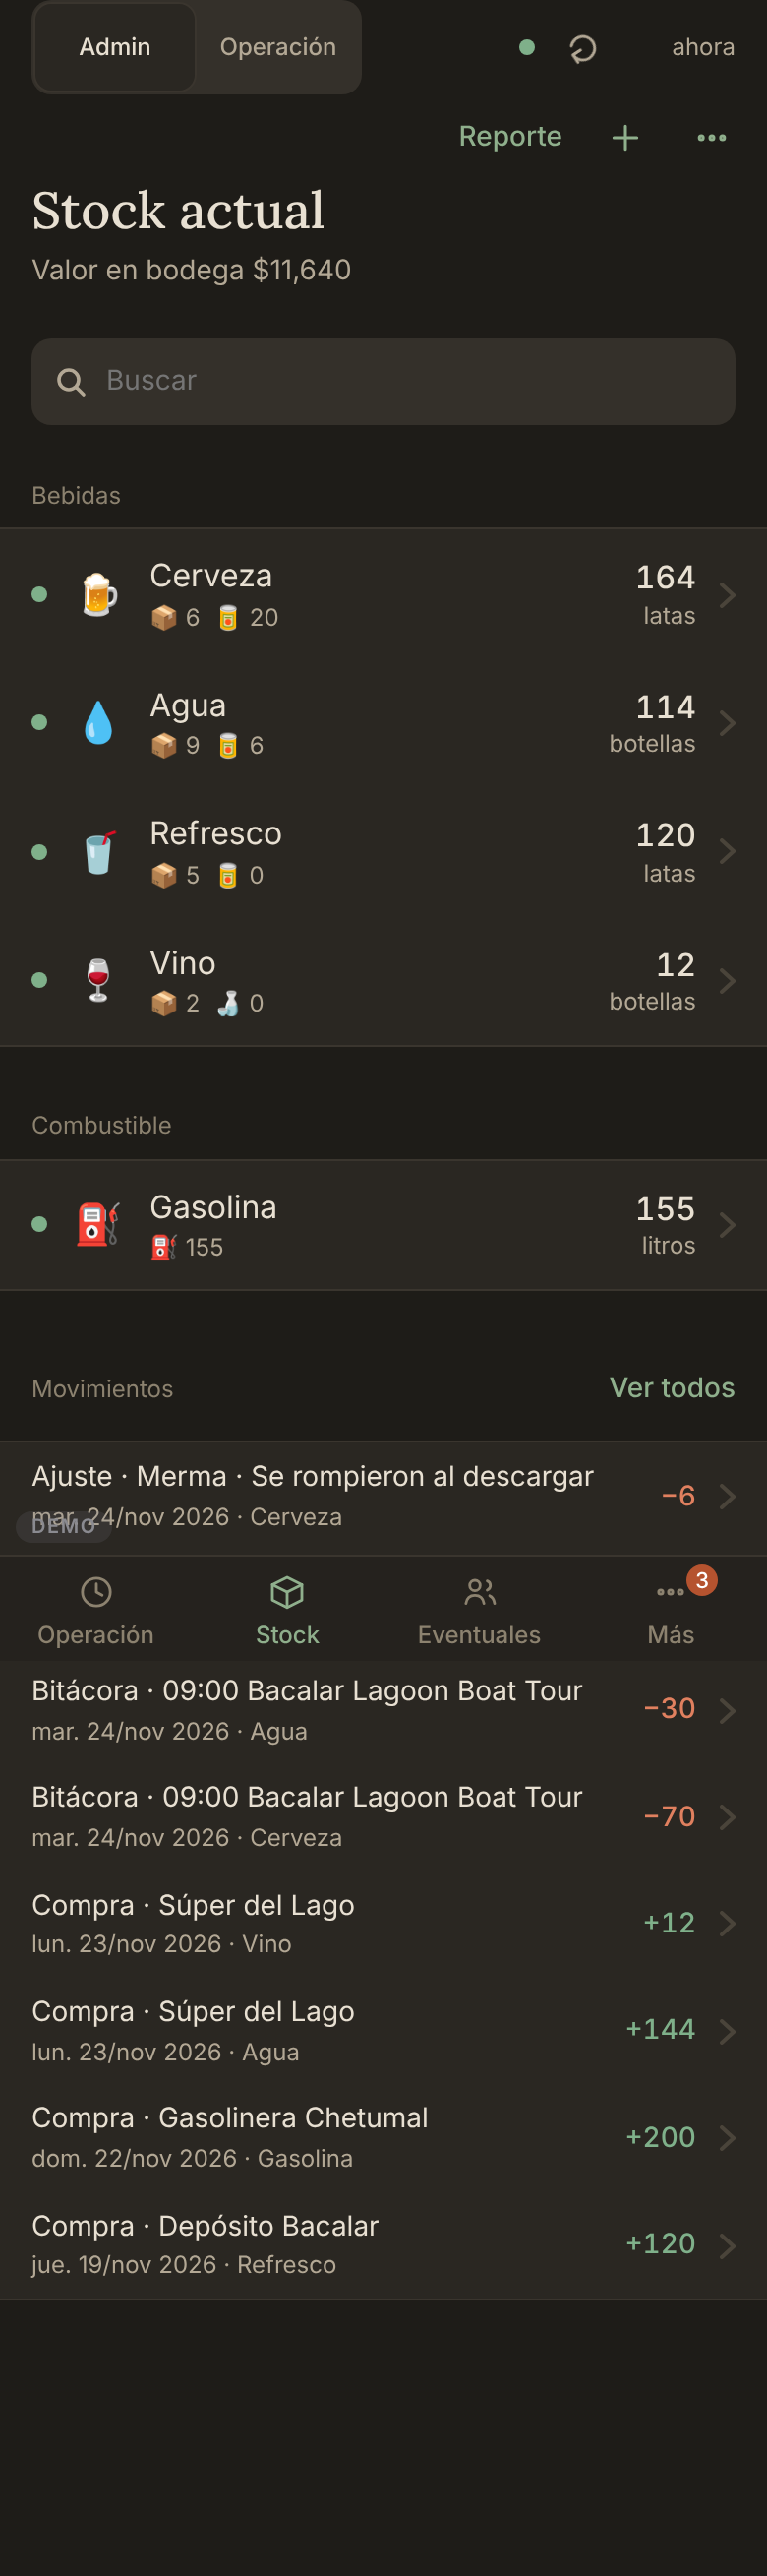 Admin
Operación
ahora
Reporte
Stock actual
Valor en bodega $11,640
Buscar
Bebidas
Cerveza
6 20
164
latas
Agua
9 6
114
botellas
Refresco
5 0
120
latas
Vino
2 0
12
botellas
Combustible
Gasolina
155
155
litros
Movimientos
Ver todos
Ajuste · Merma · Se rompieron al descargar
−6
mar. 24/nov 2026 · Cerveza
DEMO
Operación
Stock
Eventuales
3
Más
Bitácora · 09:00 Bacalar Lagoon Boat Tour
−30
mar. 24/nov 2026 · Agua
Bitácora · 09:00 Bacalar Lagoon Boat Tour
−70
mar. 24/nov 2026 · Cerveza
Compra · Súper del Lago
+12
lun. 23/nov 2026 · Vino
Compra · Súper del Lago
+144
lun. 23/nov 2026 · Agua
Compra · Gasolinera Chetumal
+200
dom. 22/nov 2026 · Gasolina
Compra · Depósito Bacalar
+120
jue. 19/nov 2026 · Refresco